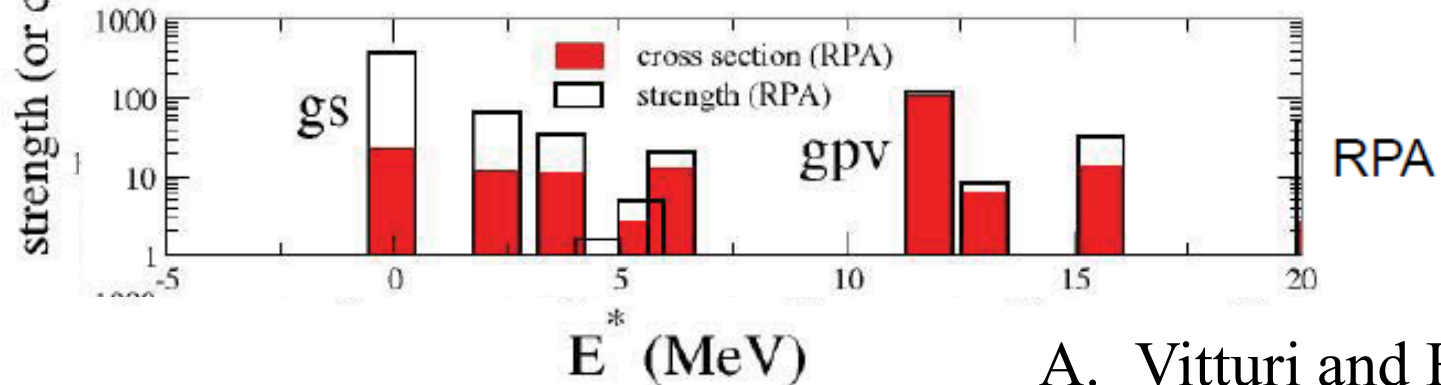 strength (or
1000
100
10
1
cross section (RPA)
strength (RPA)
gs
gpv
RPA
-5 0 5 10 15 20
E* (MeV)
A. Vitturi and